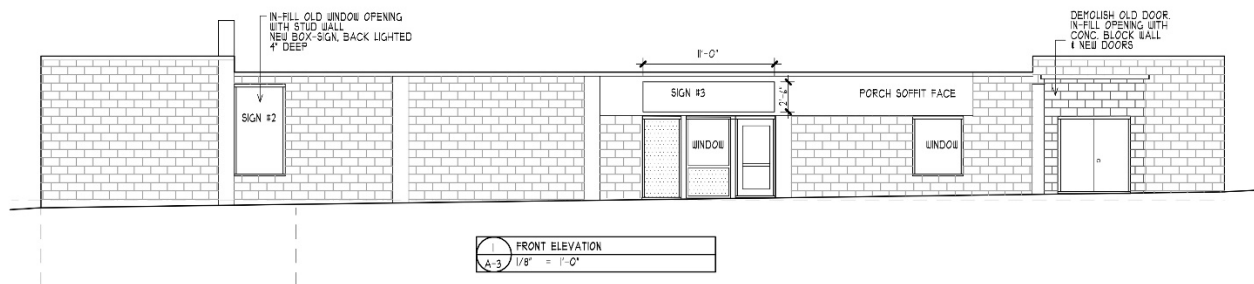 IN-FILL OLD WINDOW OPENING
WITH STUD WALL
NEW BOX-SIGN, BACK LIGHTED
4" DEEP
DEMOLISH OLD DOOR.
IN-FILL OPENING WITH
CONC. BLOCK WALL
& NEW DOORS
11'-0"
SIGN #2
SIGN #3
2'-6"
PORCH SOFFIT FACE
WINDOW
WINDOW
1
A-3
FRONT ELEVATION
1/8" = 1'-0"